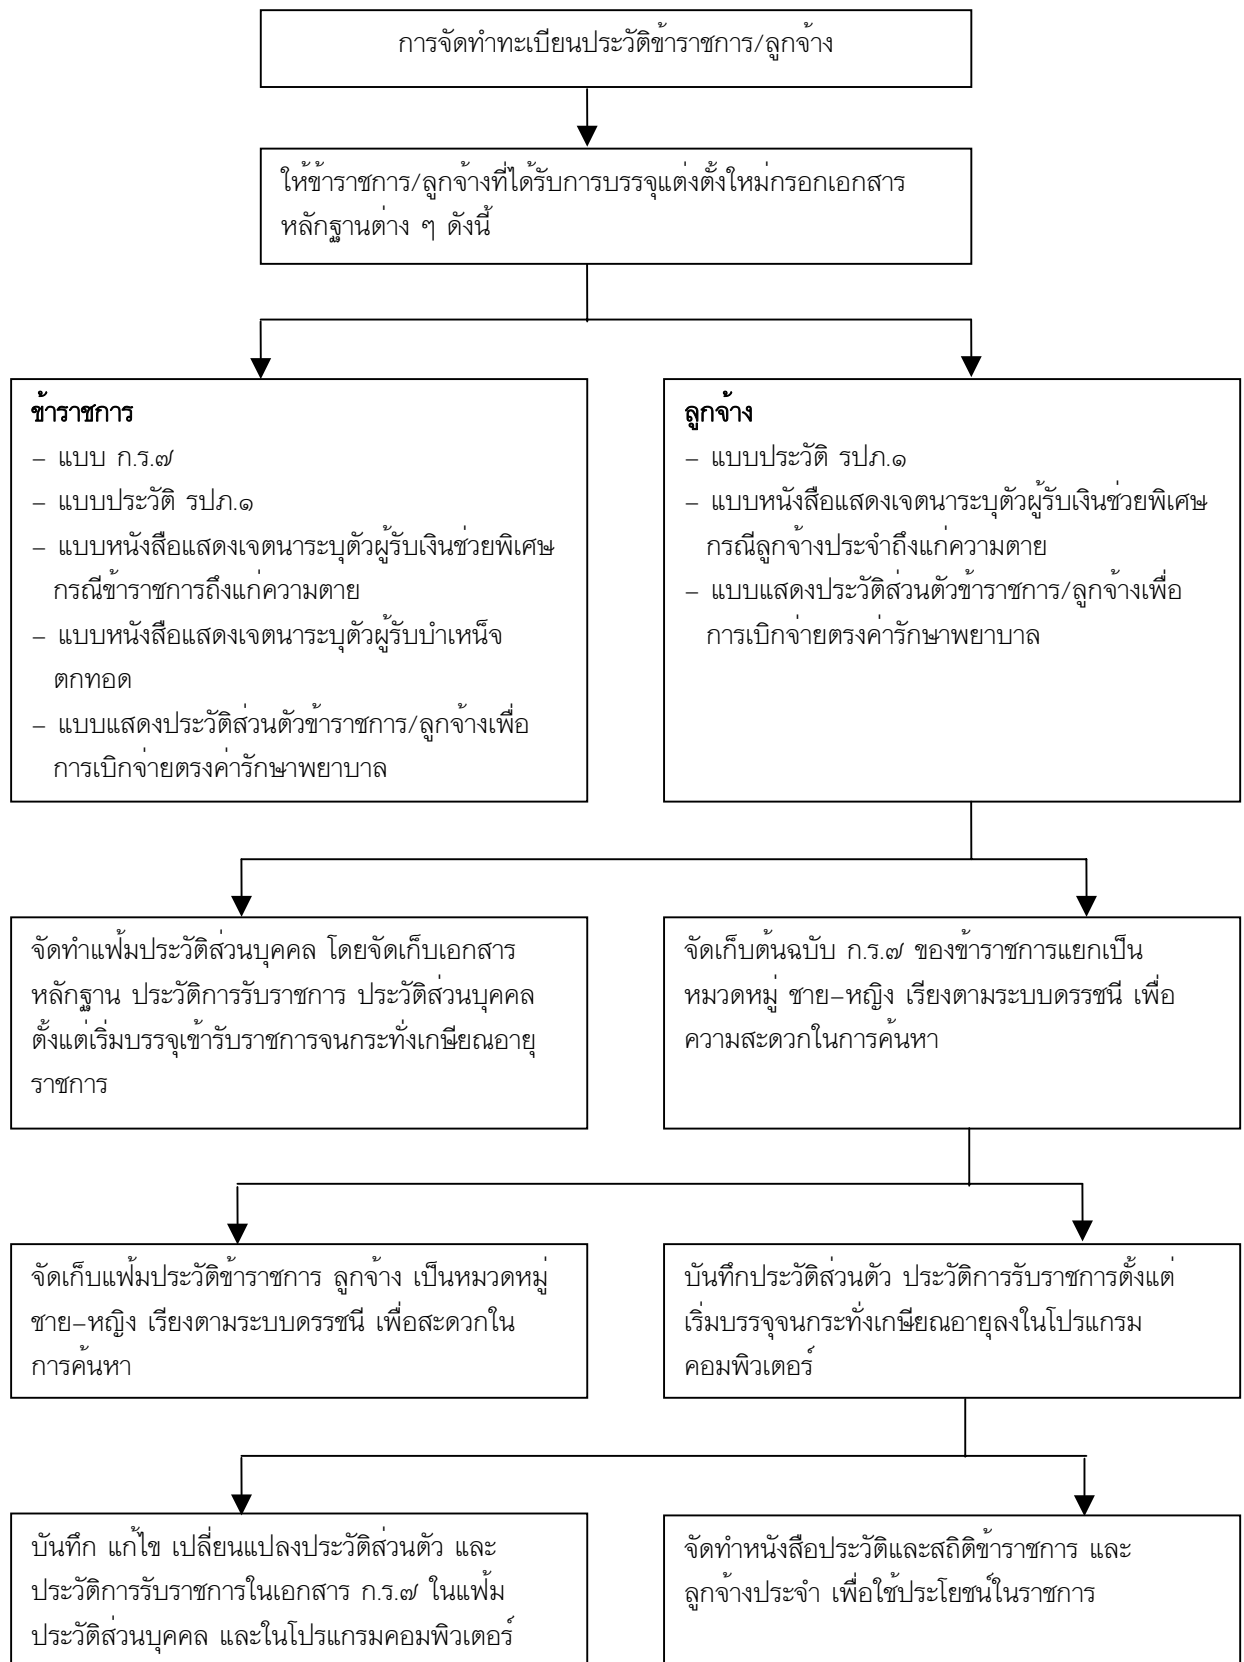 การจัดทำทะเบียนประวัติข้าราชการ/ลูกจ้าง
ให้ข้าราชการ/ลูกจ้างที่ได้รับการบรรจุแต่งตั้งใหม่กรอกเอกสาร
หลักฐานต่าง ๆ ดังนี้
ข้าราชการ
– แบบ ก.ร.๗
– แบบประวัติ รปภ.๑
– แบบหนังสือแสดงเจตนาระบุตัวผู้รับเงินช่วยพิเศษ
กรณีข้าราชการถึงแก่ความตาย
– แบบหนังสือแสดงเจตนาระบุตัวผู้รับบำเหน็จ
ตกทอด
– แบบแสดงประวัติส่วนตัวข้าราชการ/ลูกจ้างเพื่อ
การเบิกจ่ายตรงค่ารักษาพยาบาล
ลูกจ้าง
– แบบประวัติ รปภ.๑
– แบบหนังสือแสดงเจตนาระบุตัวผู้รับเงินช่วยพิเศษ
กรณีลูกจ้างประจำถึงแก่ความตาย
– แบบแสดงประวัติส่วนตัวข้าราชการ/ลูกจ้างเพื่อ
การเบิกจ่ายตรงค่ารักษาพยาบาล
จัดทำแฟ้มประวัติส่วนบุคคล โดยจัดเก็บเอกสาร
หลักฐาน ประวัติการรับราชการ ประวัติส่วนบุคคล
ตั้งแต่เริ่มบรรจุเข้ารับราชการจนกระทั่งเกษียณอายุ
ราชการ
จัดเก็บต้นฉบับ ก.ร.๗ ของข้าราชการแยกเป็น
หมวดหมู่ ชาย–หญิง เรียงตามระบบดรรชนี เพื่อ
ความสะดวกในการค้นหา
จัดเก็บแฟ้มประวัติข้าราชการ ลูกจ้าง เป็นหมวดหมู่
ชาย–หญิง เรียงตามระบบดรรชนี เพื่อสะดวกใน
การค้นหา
บันทึกประวัติส่วนตัว ประวัติการรับราชการตั้งแต่
เริ่มบรรจุจนกระทั่งเกษียณอายุลงในโปรแกรม
คอมพิวเตอร์
บันทึก แก้ไข เปลี่ยนแปลงประวัติส่วนตัว และ
ประวัติการรับราชการในเอกสาร ก.ร.๗ ในแฟ้ม
ประวัติส่วนบุคคล และในโปรแกรมคอมพิวเตอร์
จัดทำหนังสือประวัติและสถิติข้าราชการ และ
ลูกจ้างประจำ เพื่อใช้ประโยชน์ในราชการ